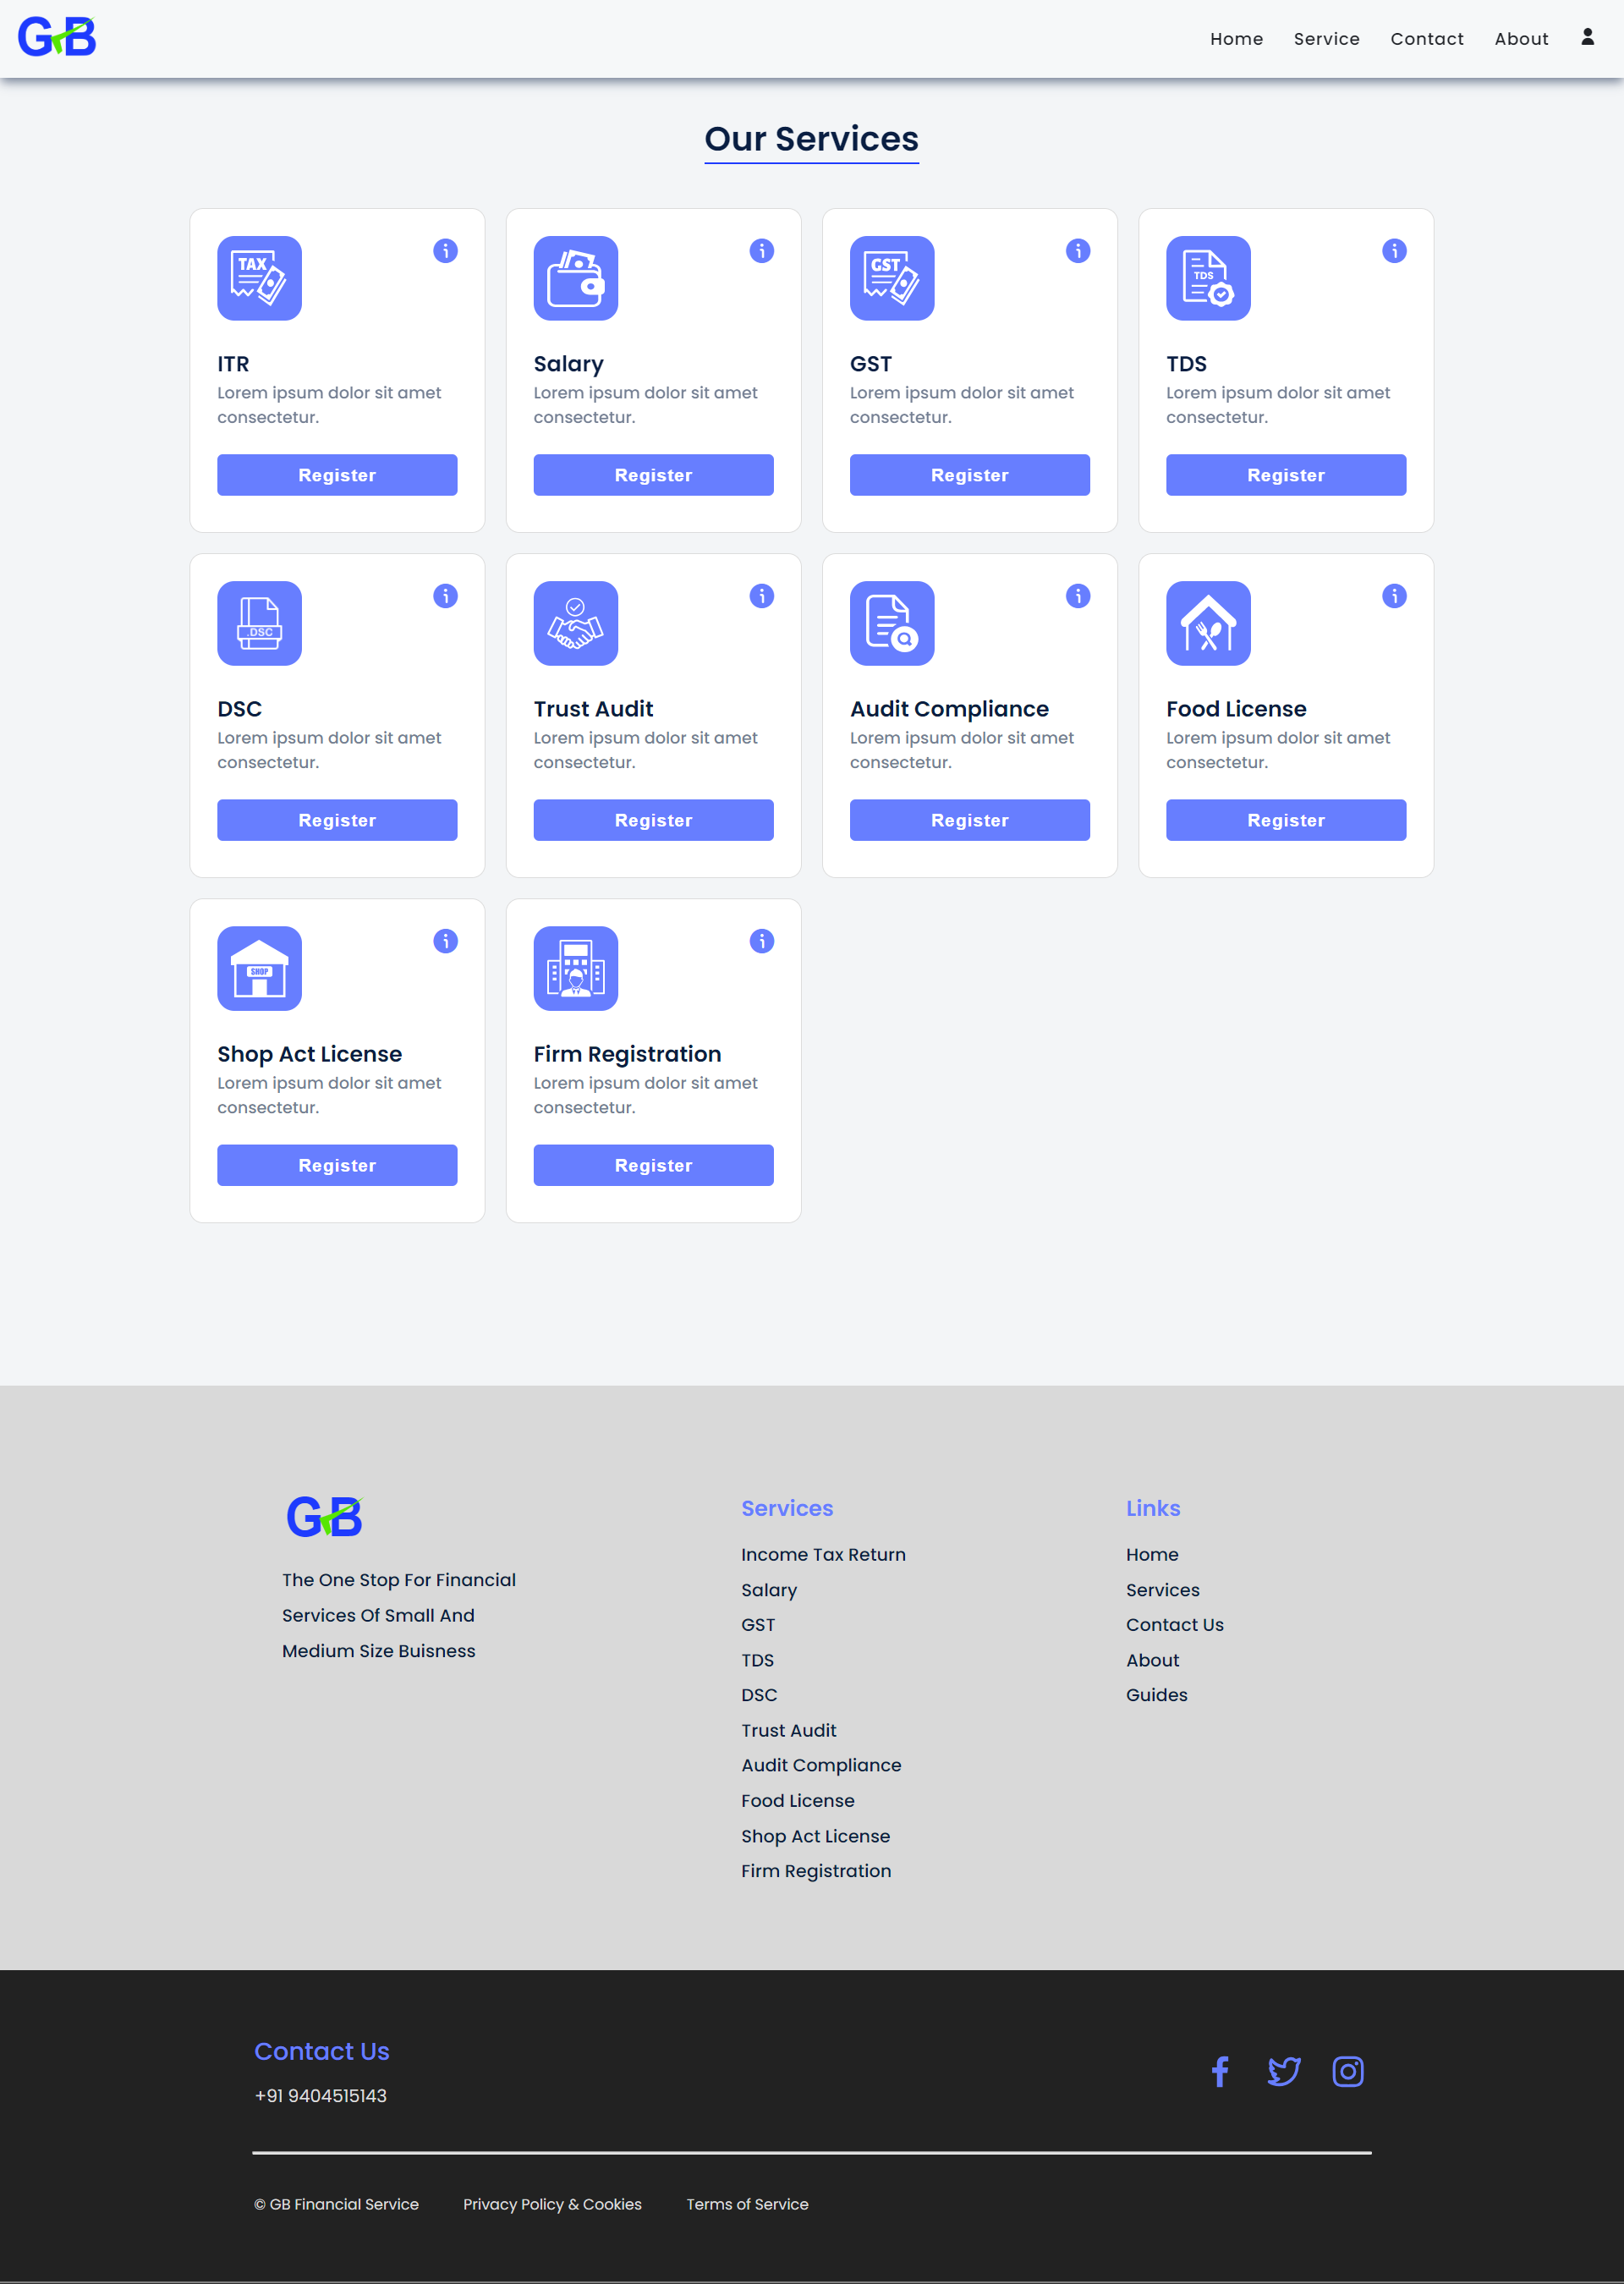 GB
Home Service Contact About
Our Services
TAX
GST
TDS
ITR
Lorem ipsum dolor sit amet
consectetur.
Register
Salary
Lorem ipsum dolor sit amet
consectetur.
Register
GST
Lorem ipsum dolor sit amet
consectetur.
Register
TDS
Lorem ipsum dolor sit amet
consectetur.
Register
.DSC
DSC
Lorem ipsum dolor sit amet
consectetur.
Register
Trust Audit
Lorem ipsum dolor sit amet
consectetur.
Register
Audit Compliance
Lorem ipsum dolor sit amet
consectetur.
Register
Food License
Lorem ipsum dolor sit amet
consectetur.
Register
SHOP
Shop Act License
Lorem ipsum dolor sit amet
consectetur.
Register
Firm Registration
Lorem ipsum dolor sit amet
consectetur.
Register
GB
The One Stop For Financial
Services Of Small And
Medium Size Buisness
Services
Income Tax Return
Salary
GST
TDS
DSC
Trust Audit
Audit Compliance
Food License
Shop Act License
Firm Registration
Links
Home
Services
Contact Us
About
Guides
Contact Us
+91 9404515143
© GB Financial Service Privacy Policy & Cookies Terms of Service